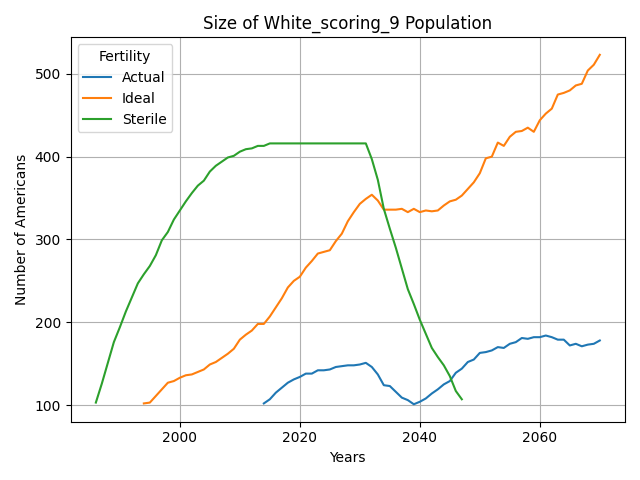 Size of White_scoring_9 Population
Fertility
Actual
Ideal
Sterile
Number of Americans
500
400
300
200
100
2000 2020 2040 2060
Years